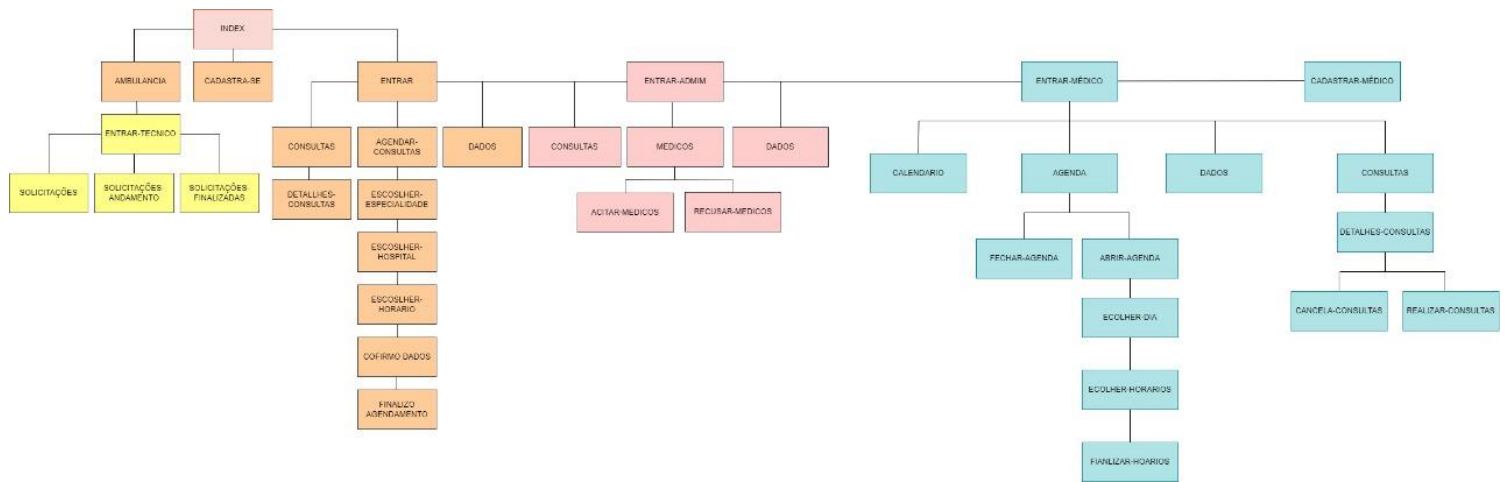 INDEX
AMBULANCIA
CADASTRA-SE
ENTRAR
ENTRAR-ADMIM
ENTRAR-MÉDICO
CADASTRAR-MÉDICO
ENTRAR-TECNICO
CONSULTAS
AGENDAR-
CONSULTAS
DADOS
CONSULTAS
MEDICOS
DADOS
CALENDARIO
AGENDA
DADOS
CONSULTAS
SOLICITAÇÕES
SOLICITAÇÕES
ANDAMENTO
SOLICITAÇÕES
FINALIZADAS
DETALLHES-
CONSULTAS
ESCOSLHER-
ESPECIALIDADE
ACITAR-MEDICOS
RECUSAR-MEDICOS
DETALHES-CONSULTAS
ESCOSLHER-
HOSPITAL
FECHAR-AGENDA
ABRIR-AGENDA
ESCOSLHER-
HORARIO
ECOLHER-DIA
CANCELA-CONSULTAS
REALIZAR-CONSULTAS
COFIRMO DADOS
ECOLHER-HORARIOS
FINALIZO
AGENDAMENTO
FIANLIZAR-HOARIOS